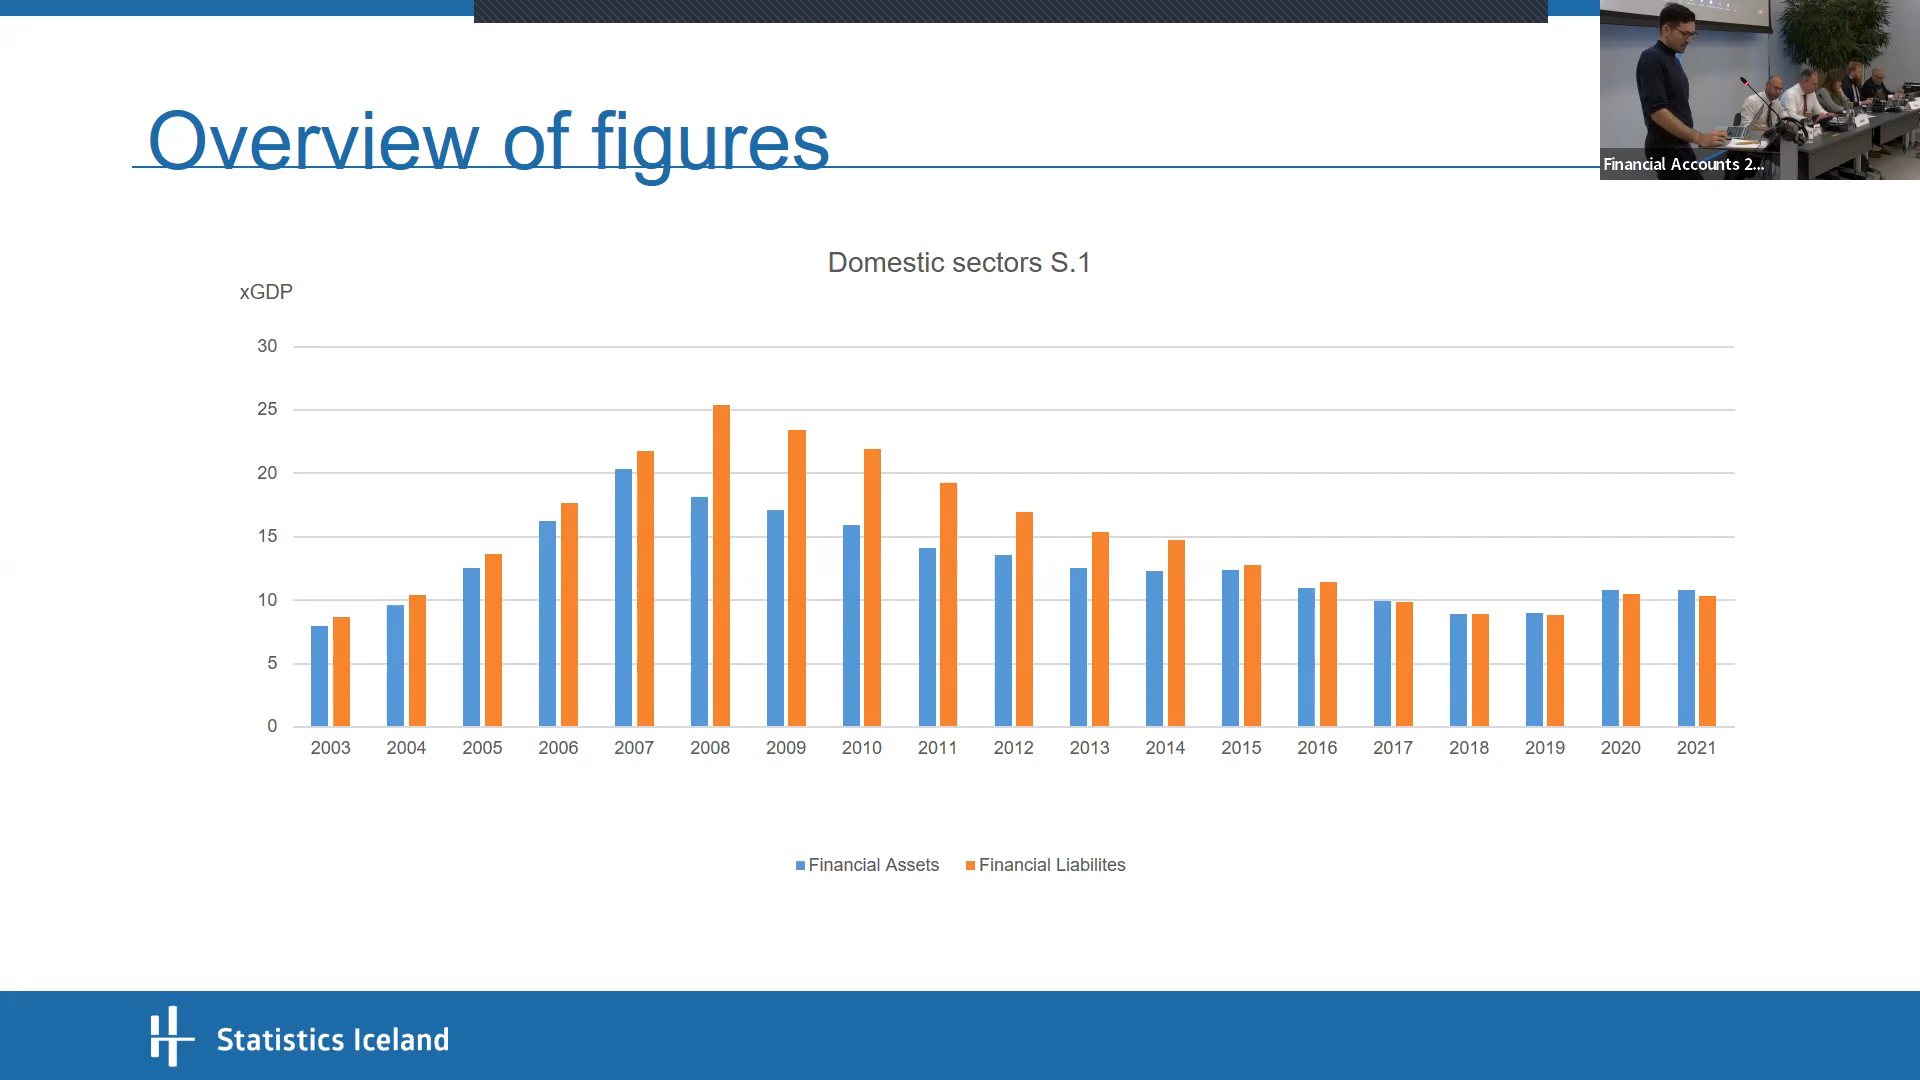 Overview of figures
Financial Accounts 2...
Domestic sectors S.1
xGDP
30
25
20
15
10
5
0
2003 2004 2005 2006 2007 2008 2009 2010 2011 2012 2013 2014 2015 2016 2017 2018 2019 2020 2021
Financial Assets Financial Liabilites
Statistics Iceland